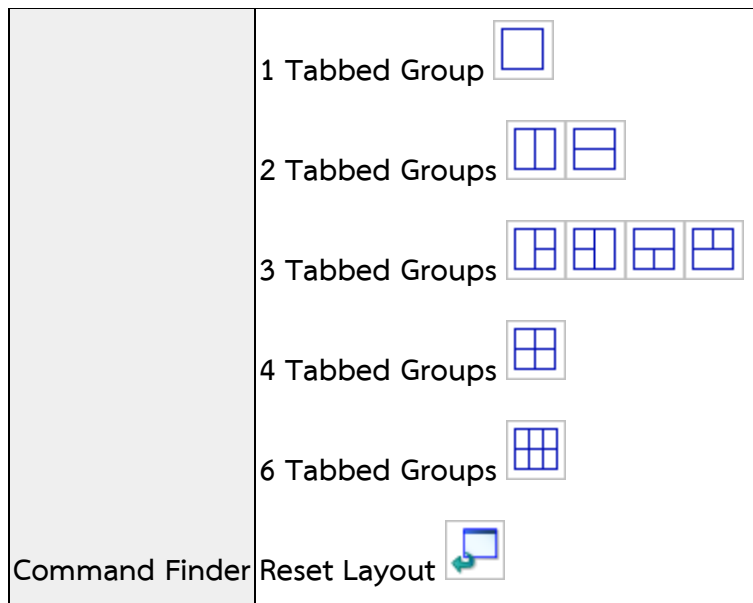 1 Tabbed Group
2 Tabbed Groups
3 Tabbed Groups
4 Tabbed Groups
6 Tabbed Groups
Command Finder Reset Layout